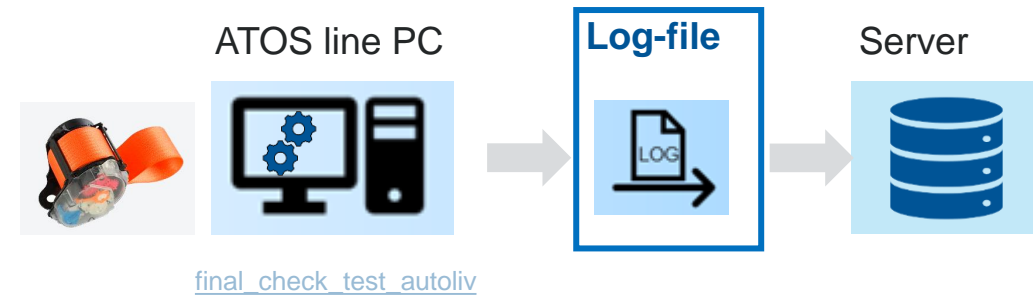 ATOS line PC
Log-file
Server
LOG
final_check_test_autoliv